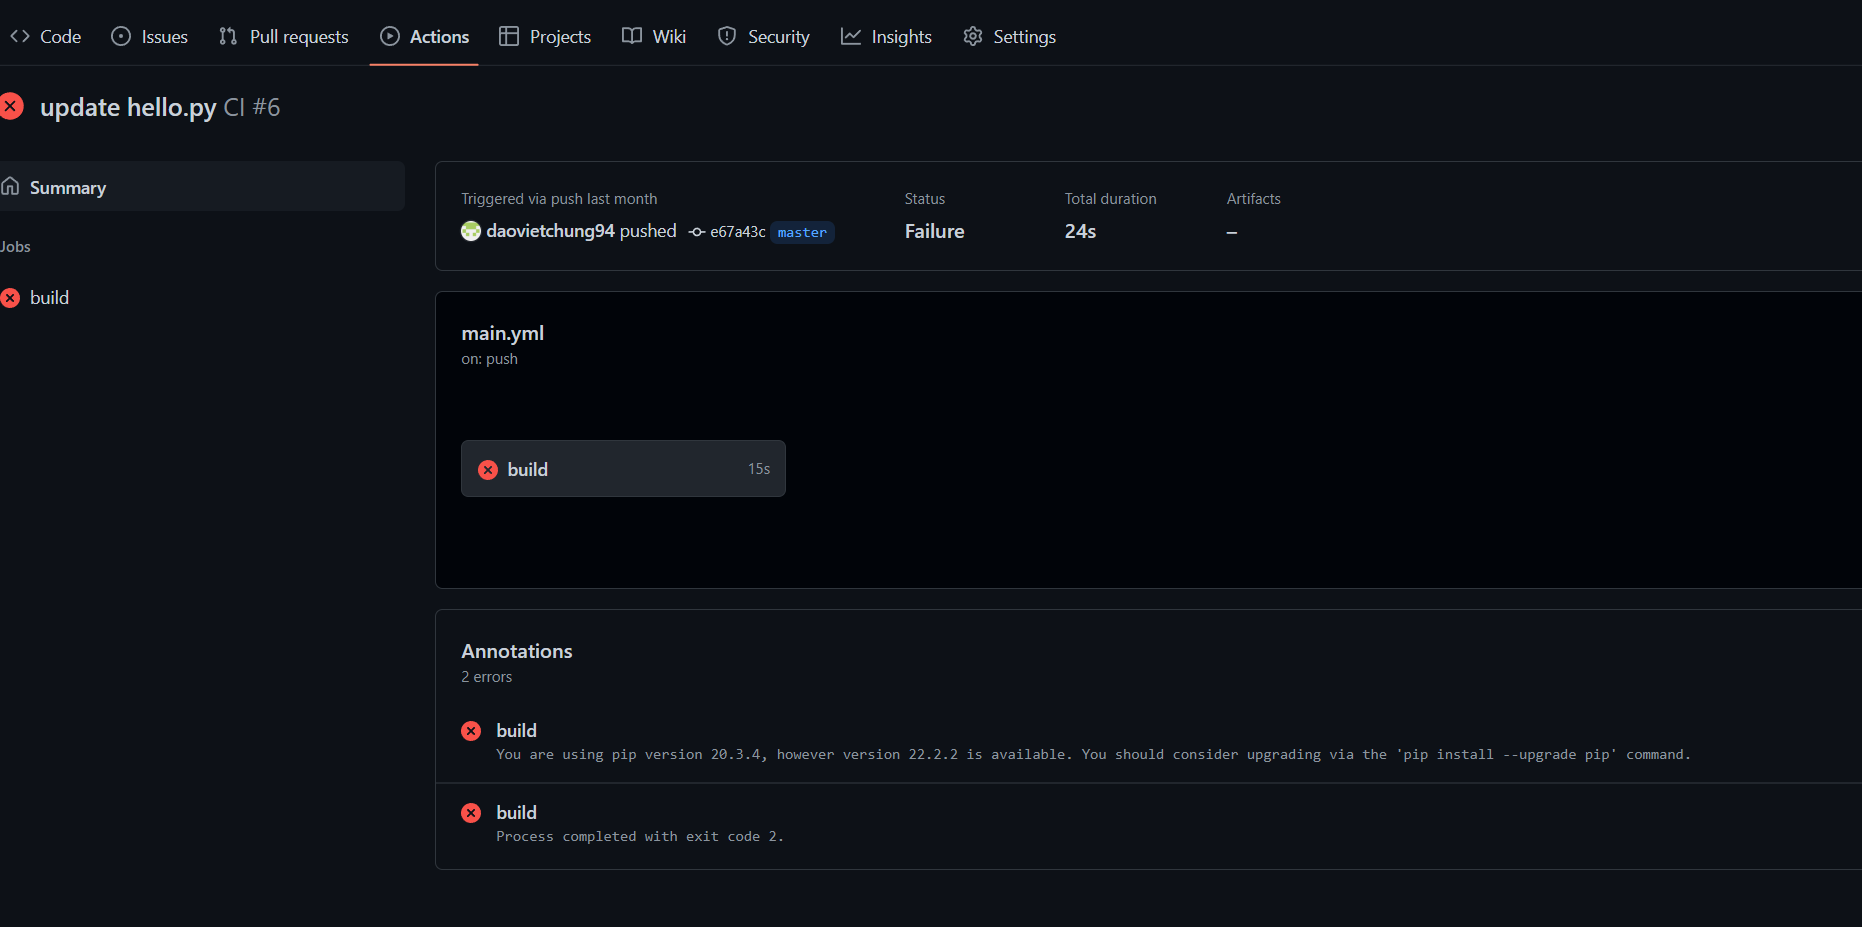 Code Issues Pull requests Actions Projects Wiki Security Insights Settings
update hello.py CI #6
Summary
Jobs
build
Triggered via push last month
daovietchung94 pushed e67a43c master
Status
Failure
Total duration
24s
Artifacts
–
main.yml
on: push
build 15s
Annotations
2 errors
build
You are using pip version 20.3.4, however version 22.2.2 is available. You should consider upgrading via the 'pip install --upgrade pip' command.
build
Process completed with exit code 2.